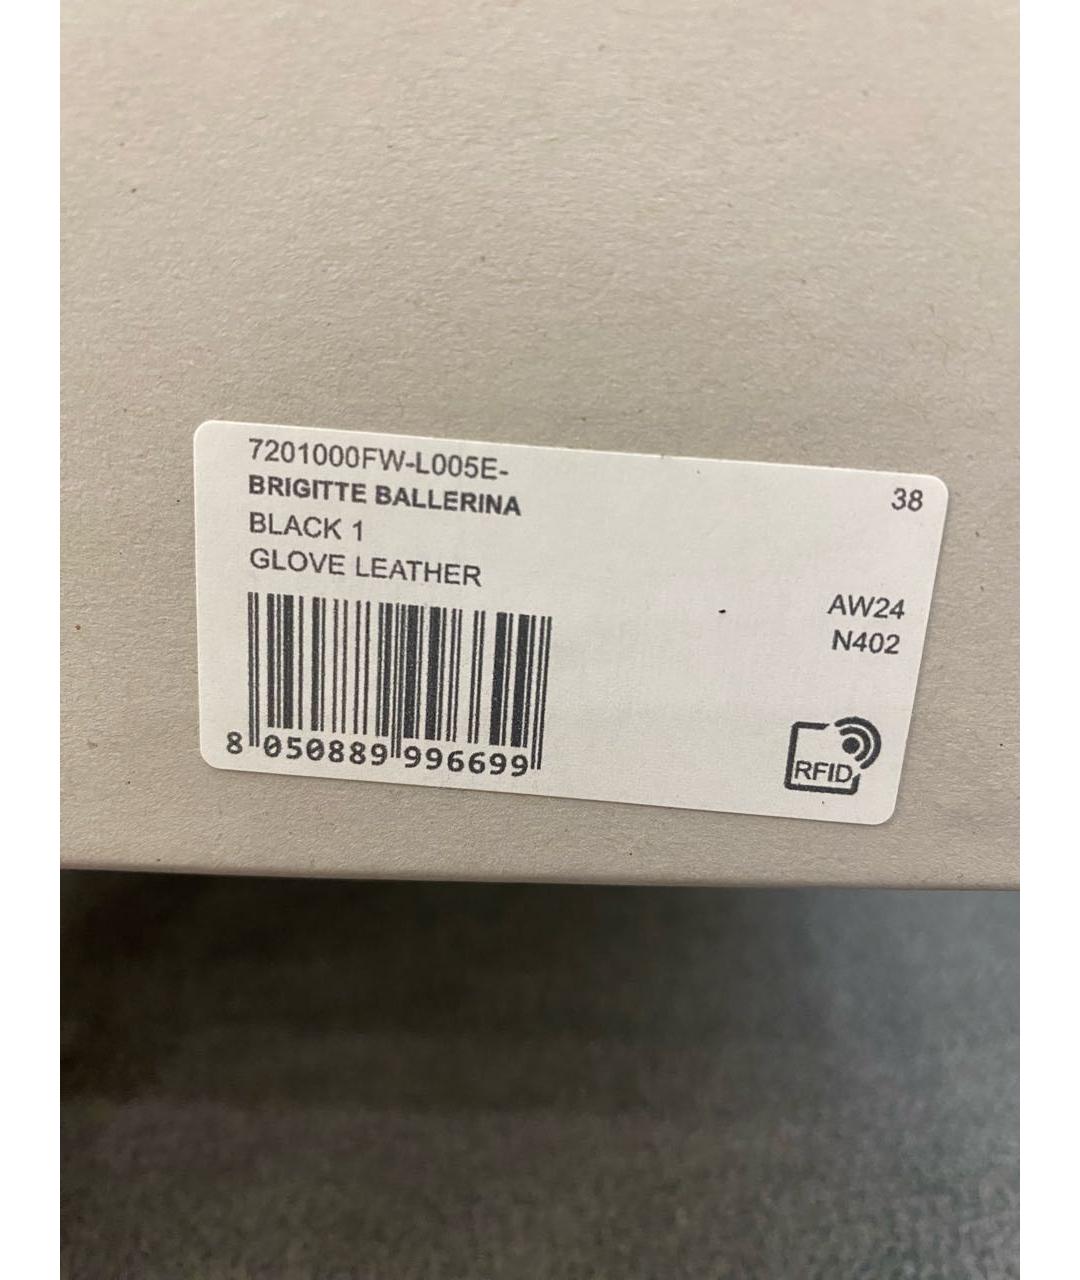 7201000FW-L005E-
BRIGITTE BALLERINA
38
BLACK 1
GLOVE LEATHER
AW24
N402
8 050889 996699
RFID